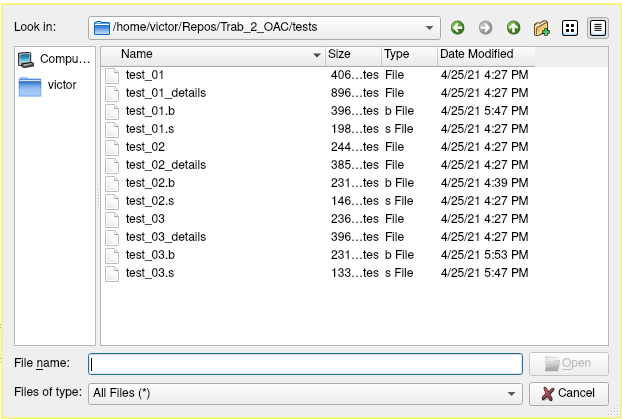 Look in: /home/victor/Repos/Trab_2_OAC/tests
Compu...
victor
Name Size Type Date Modified
test_01 406...tes File 4/25/21 4:27 PM
test_01_details 896...tes File 4/25/21 4:27 PM
test_01.b 396...tes b File 4/25/21 5:47 PM
test_01.s 198...tes s File 4/25/21 4:27 PM
test_02 244...tes File 4/25/21 4:27 PM
test_02_details 385...tes File 4/25/21 4:27 PM
test_02.b 231...tes b File 4/25/21 4:39 PM
test_02.s 146...tes s File 4/25/21 4:27 PM
test_03 236...tes File 4/25/21 4:27 PM
test_03_details 396...tes File 4/25/21 4:27 PM
test_03.b 231...tes b File 4/25/21 5:53 PM
test_03.s 133...tes s File 4/25/21 5:47 PM
File name: Open
Files of type: All Files (*) Cancel